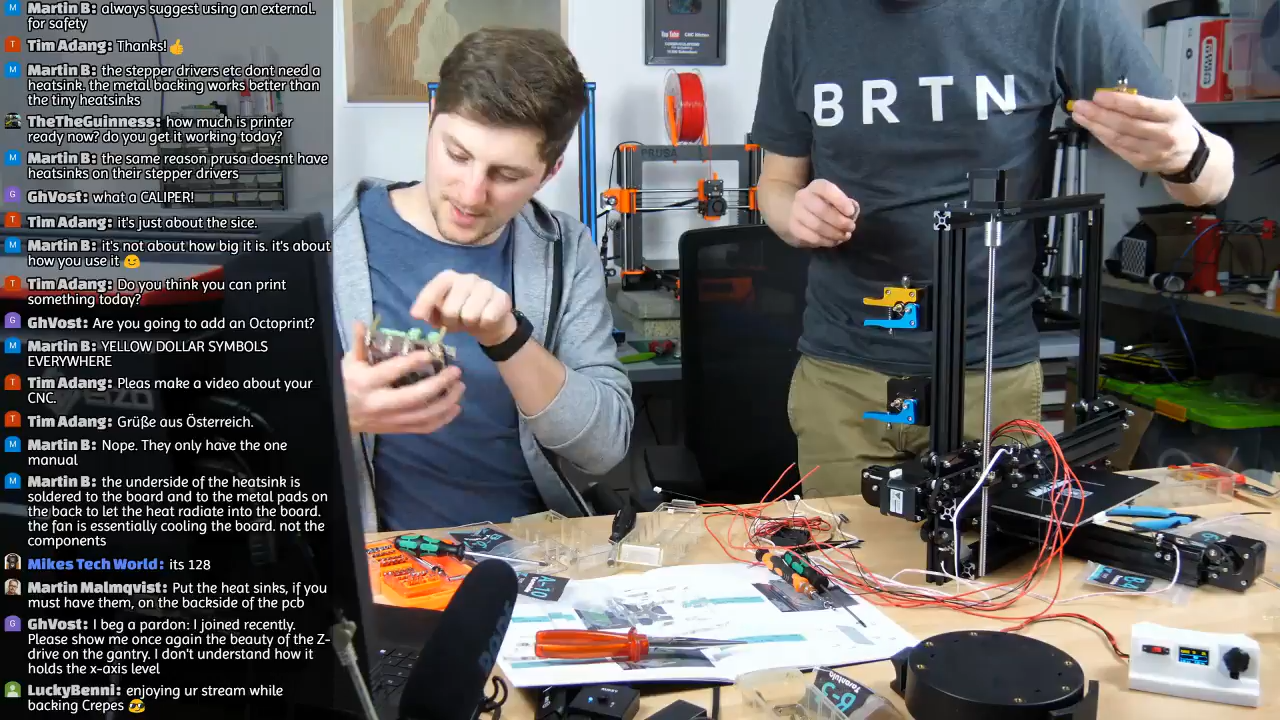 Martin B: always suggest using an external.
for safety
Tim Adang: Thanks! 👍
Martin B: the stepper drivers etc dont need a
heatsink. the metal backing works better than
the tiny heatsinks
TheTheGuinness: how much is printer
ready now? do you get it working today?
Martin B: the same reason prusa doesnt have
heatsinks on their stepper drivers
GhVost: what a CALIPER!
Tim Adang: it's just about the sice.
Martin B: it's not about how big it is. it's about
how you use it 🙂
Tim Adang: Do you think you can print
something today?
GhVost: Are you going to add an Octoprint?
Martin B: YELLOW DOLLAR SYMBOLS
EVERYWHERE
Tim Adang: Pleas make a video about your
CNC.
Tim Adang: Grüße aus Österreich.
Martin B: Nope. They only have the one
manual
Martin B: the underside of the heatsink is
soldered to the board and to the metal pads on
the back to let the heat radiate into the board.
the fan is essentially cooling the board. not the
components
Mike's Tiny World: its 128
Martin Malmqvist: Put the heat sinks, if you
must have them, on the backside of the pcb
GhVost: I beg a pardon: I joined recently.
Please show me once again the beauty of the Z-
drive on the gantry. I don't understand how it
holds the x-axis level
LuckyBenni: enjoying ur stream while
backing Crepes 😎
BRTN
YouTube
PRUSA
A-10
B-5
Tarantula